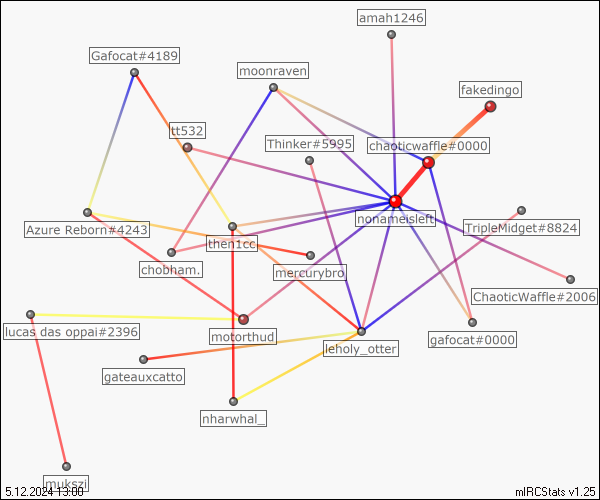 amah1246
Gafocat#4189
moonraven
fakedingo
tt532
Thinker#5995
chaoticwaffle#0000
nonameisleft
Azure Reborn#4243
then1cc
TripleMidget#8824
chobham.
mercurybro
ChaoticWaffle#2006
lucas das oppai#2396
motorthud
gafocat#0000
leholy_otter
gateauxcatto
nharwhal_
mukszi
5.12.2024 13:00
mIRCStats v1.25